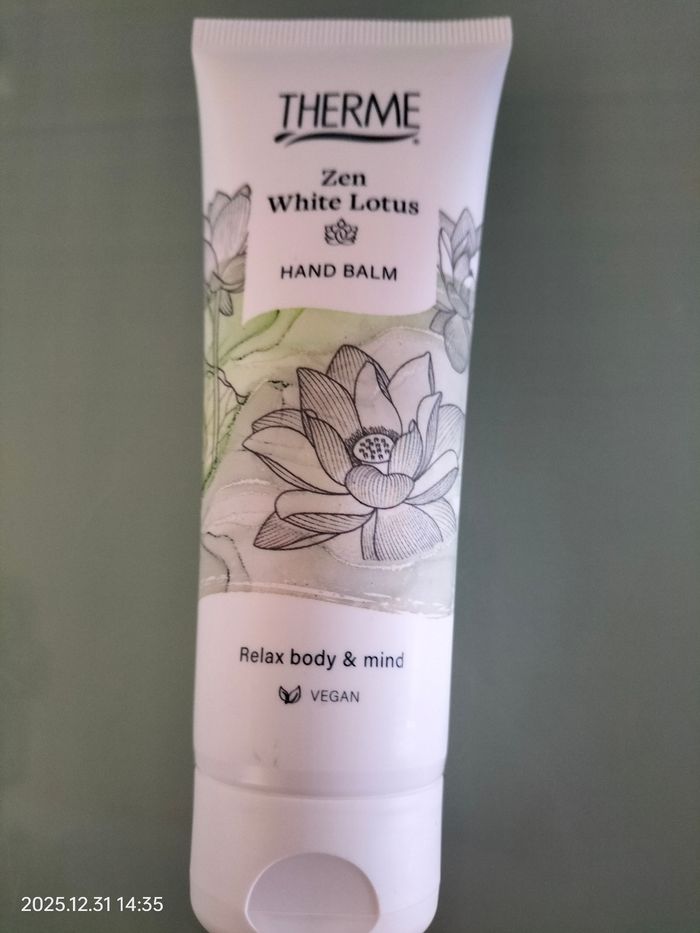 THERME
Zen
White Lotus
HAND BALM
Relax body & mind
VEGAN
2025.12.31 14:35